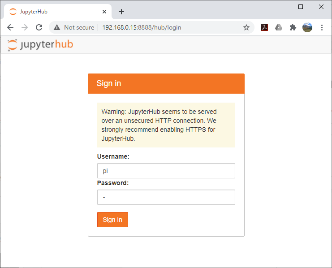 JupyterHub
Not secure 192.168.0.15:8888/hub/login
jupyterhub
Sign in
Warning: JupyterHub seems to be served
over an unsecured HTTP connection. We
strongly recommend enabling HTTPS for
JupyterHub.
Username:
pi
Password:
Sign In